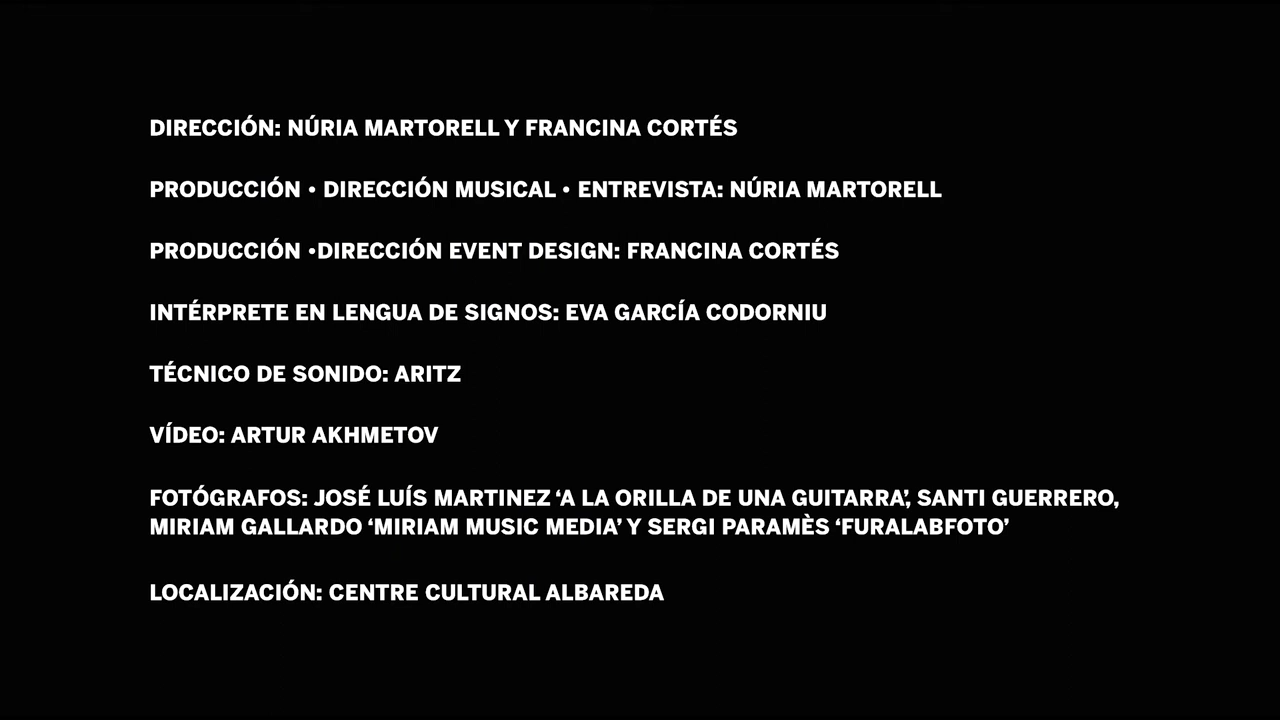 DIRECCIÓN: NÚRIA MARTORELL Y FRANCINA CORTÉS
PRODUCCIÓN • DIRECCIÓN MUSICAL • ENTREVISTA: NÚRIA MARTORELL
PRODUCCIÓN •DIRECCIÓN EVENT DESIGN: FRANCINA CORTÉS
INTÉRPRETE EN LENGUA DE SIGNOS: EVA GARCÍA CODORNIU
TÉCNICO DE SONIDO: ARITZ
VÍDEO: ARTUR AKHMETOV
FOTÓGRAFOS: JOSÉ LUÍS MARTINEZ ‘A LA ORILLA DE UNA GUITARRA’, SANTI GUERRERO,
MIRIAM GALLARDO ‘MIRIAM MUSIC MEDIA’ Y SERGI PARAMÈS ‘FURALABFOTO’
LOCALIZACIÓN: CENTRE CULTURAL ALBAREDA